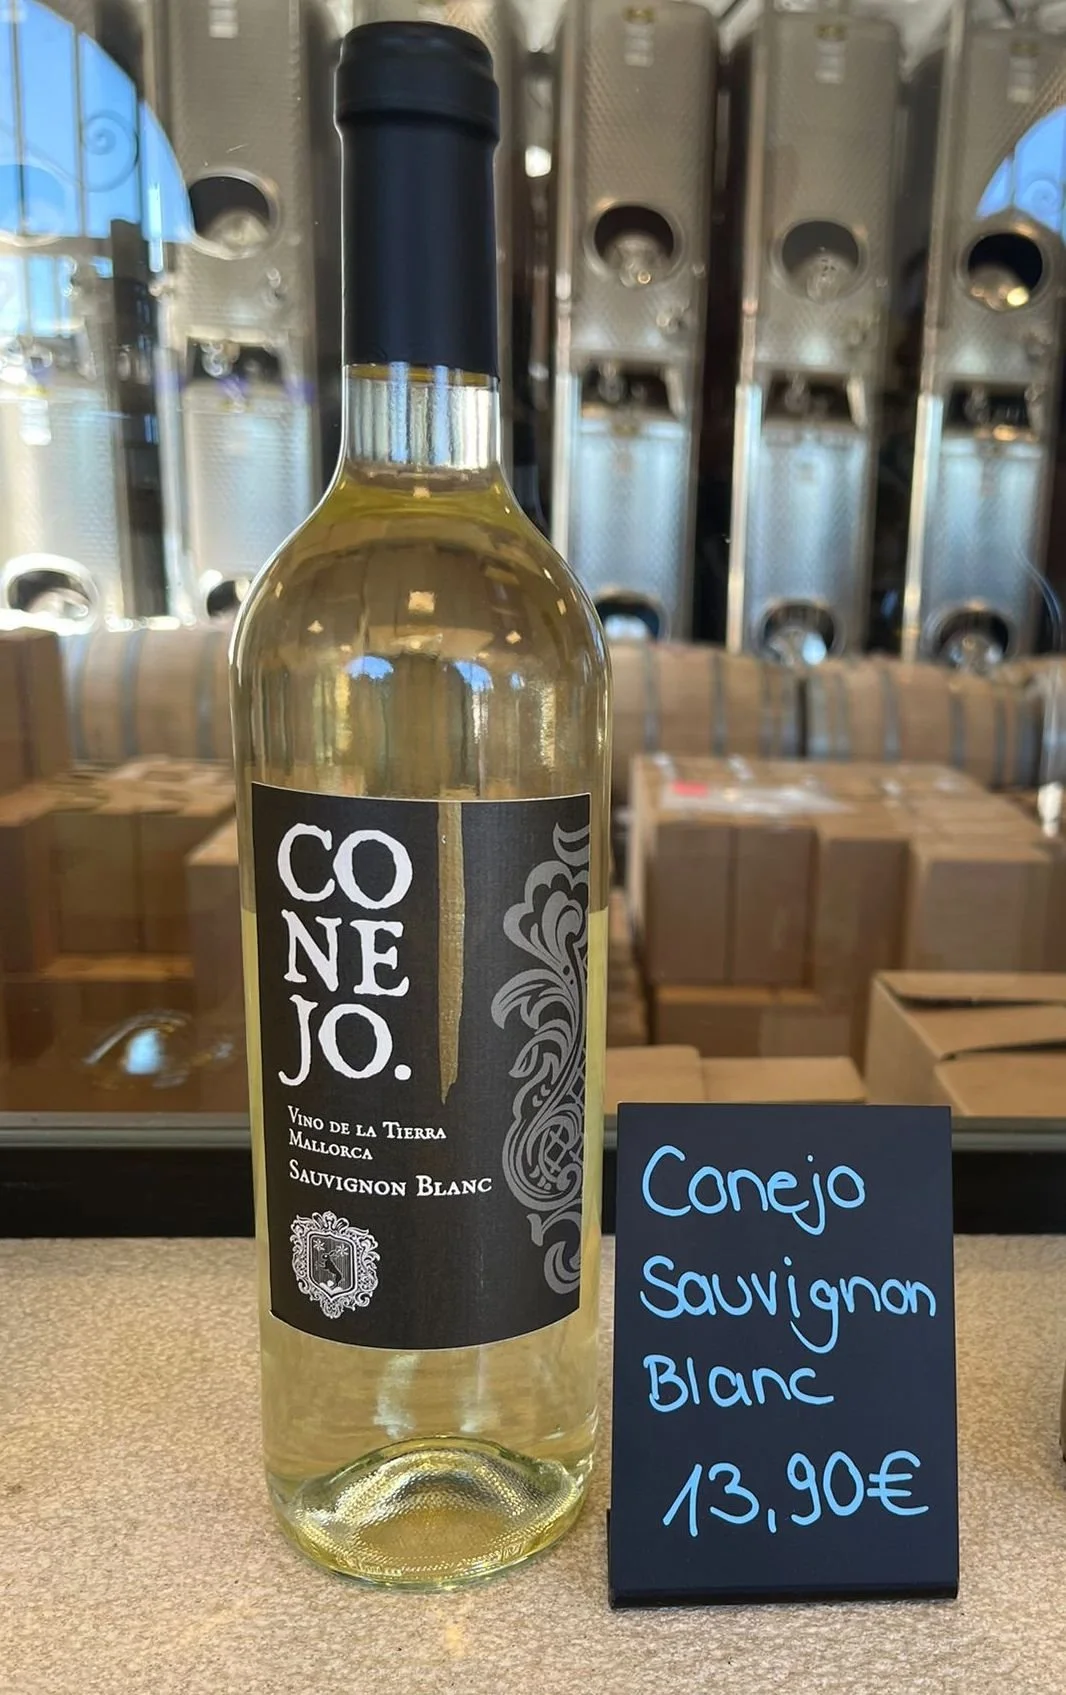 CO
NE
JO.
VINO DE LA TIERRA
MALLORCA
SAUVIGNON BLANC
Conejo
Sauvignon
Blanc
13,90€